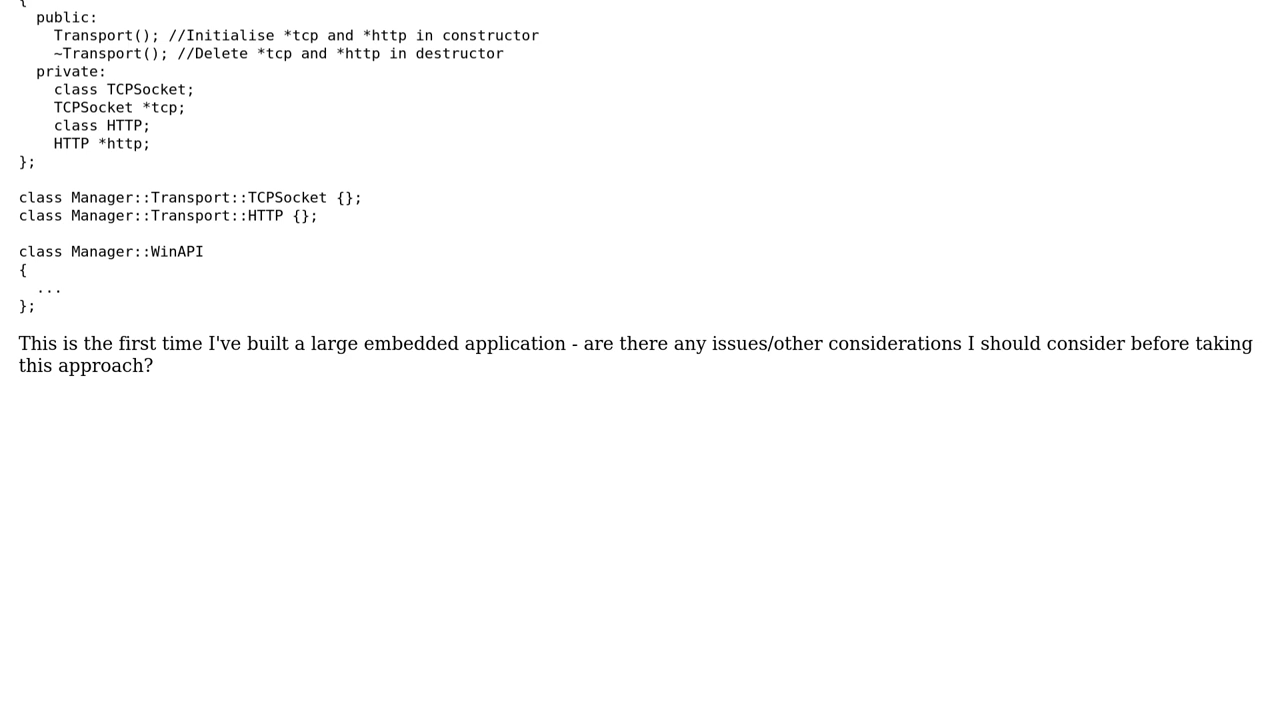 {
  public:
    Transport(); //Initialise *tcp and *http in constructor
    ~Transport(); //Delete *tcp and *http in destructor
  private:
    class TCPSocket;
    TCPSocket *tcp;
    class HTTP;
    HTTP *http;
};

class Manager::Transport::TCPSocket {};
class Manager::Transport::HTTP {};

class Manager::WinAPI
{
  ...
};
This is the first time I've built a large embedded application - are there any issues/other considerations I should consider before taking
this approach?